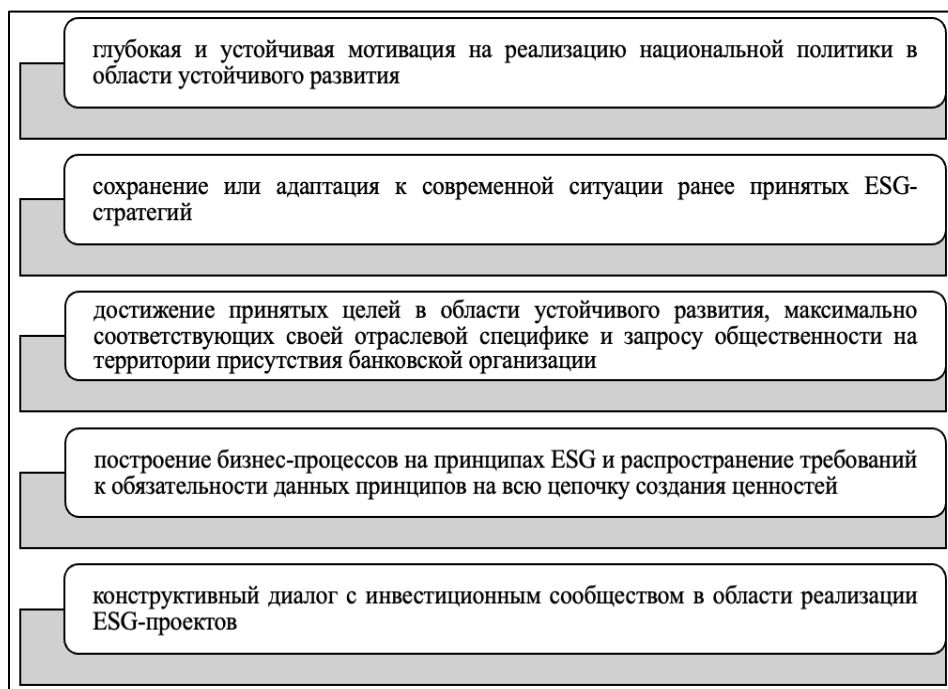 глубокая и устойчивая мотивация на реализацию национальной политики в
области устойчивого развития
сохранение или адаптация к современной ситуации ранее принятых ESG-
стратегий
достижение принятых целей в области устойчивого развития, максимально
соответствующих своей отраслевой специфике и запросу общественности на
территории присутствия банковской организации
построение бизнес-процессов на принципах ESG и распространение требований
к обязательности данных принципов на всю цепочку создания ценностей
конструктивный диалог с инвестиционным сообществом в области реализации
ESG-проектов